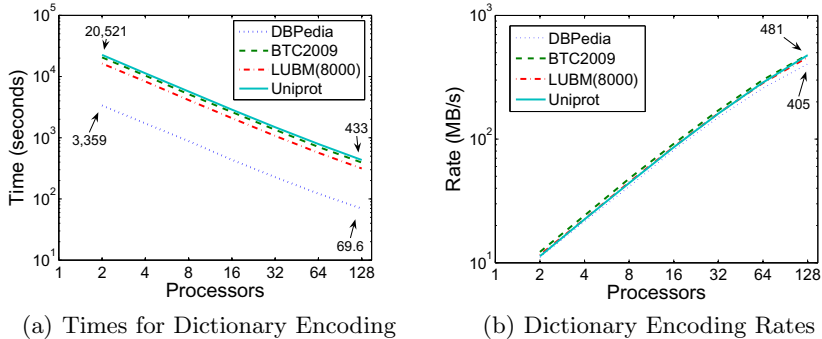 10^5
10^4
10^3
10^2
10^1
Time (seconds)
20,521
3,359
433
69.6
DBPedia
BTC2009
LUBM(8000)
Uniprot
1 2 4 8 16 32 64 128
Processors
(a) Times for Dictionary Encoding
10^3
10^2
10^1
Rate (MB/s)
DBPedia
BTC2009
LUBM(8000)
Uniprot
481
405
1 2 4 8 16 32 64 128
Processors
(b) Dictionary Encoding Rates